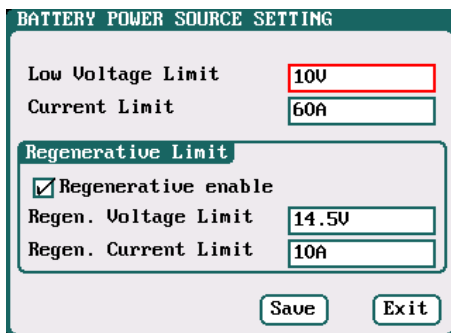 BATTERY POWER SOURCE SETTING
Low Voltage Limit 10V
Current Limit 60A
Regenerative Limit
Regenerative enable
Regen. Voltage Limit 14.5V
Regen. Current Limit 10A
Save Exit